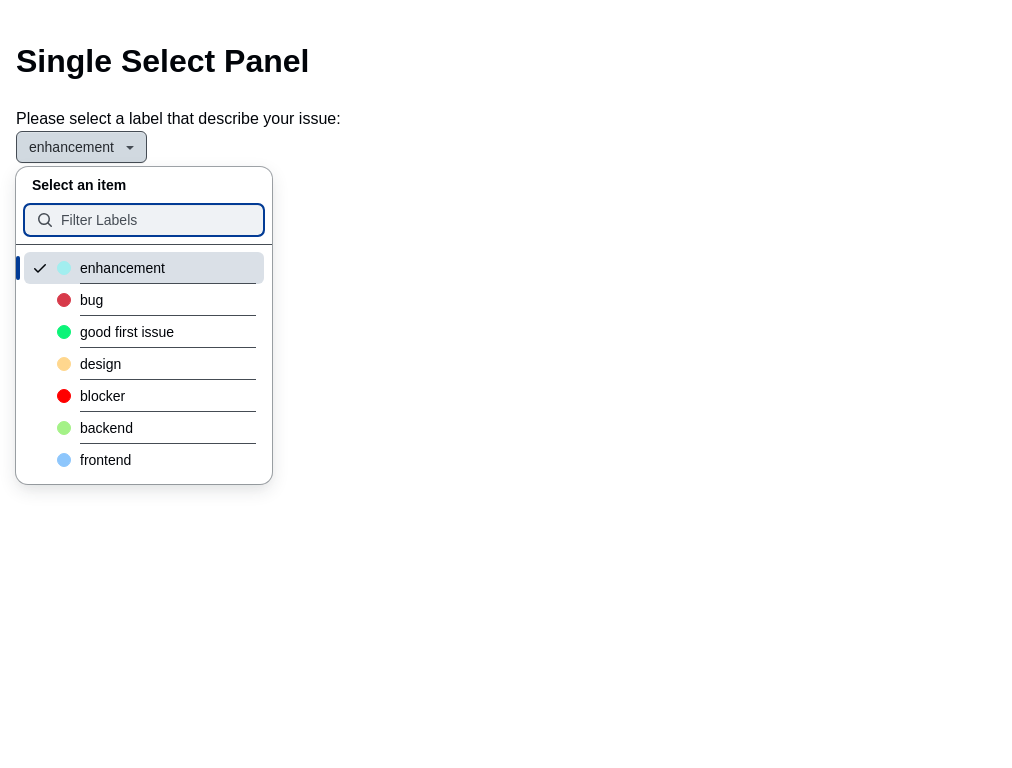 Single Select Panel
Please select a label that describe your issue:
enhancement
Select an item
Filter Labels
enhancement
bug
good first issue
design
blocker
backend
frontend